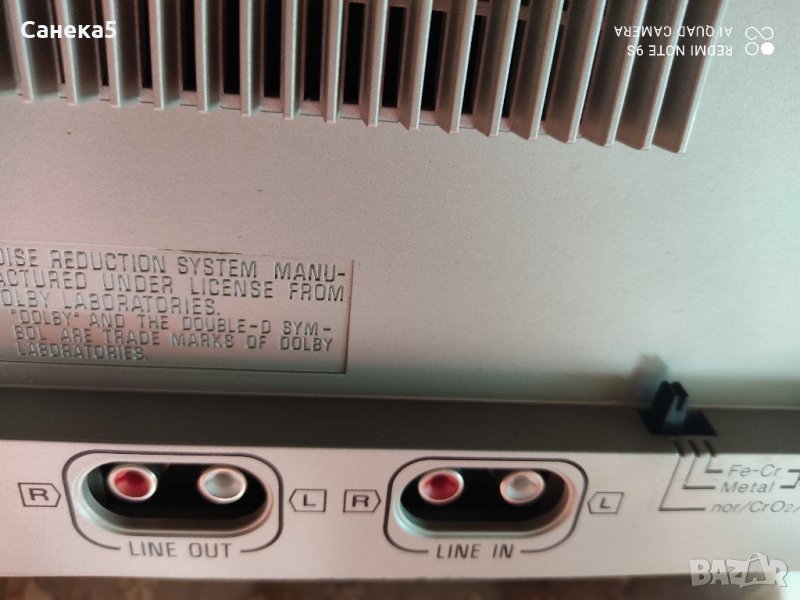 Санека5
REDMI NOTE 9S
AI QUAD CAMERA
OISE REDUCTION SYSTEM MANU-
ACTURED UNDER LICENSE FROM
OLBY LABORATORIES.
"DOLBY" AND THE DOUBLE-D SYM-
BOL ARE TRADE MARKS OF DOLBY
LABORATORIES.
R
L
LINE OUT
R
L
LINE IN
Fe-Cr
Metal
nor/CrO2/
BAZAR